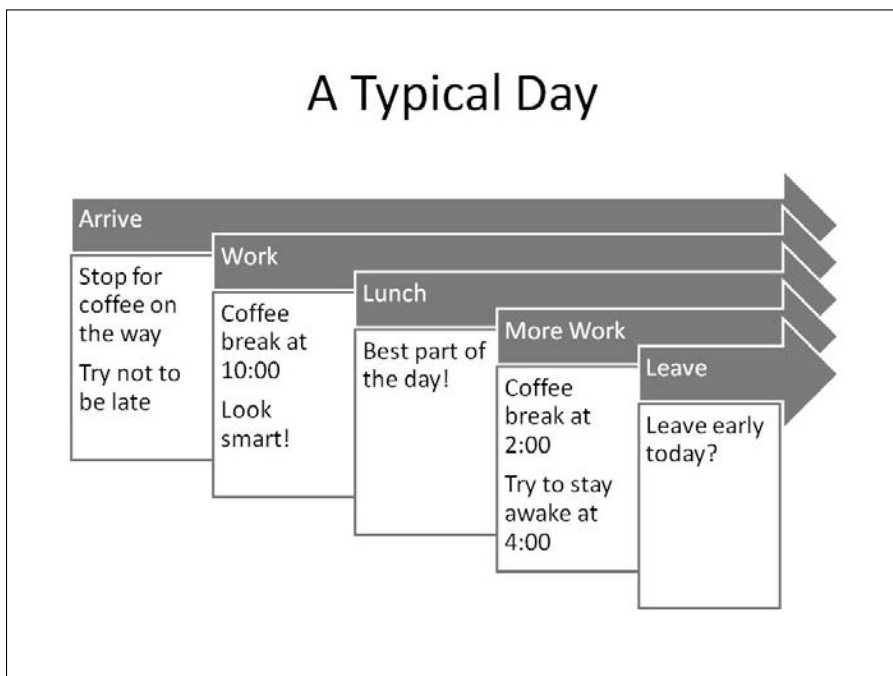 A Typical Day
Arrive
Stop for
coffee on
the way
Try not to
be late
Work
Coffee
break at
10:00
Look
smart!
Lunch
Best part of
the day!
More Work
Coffee
break at
2:00
Try to stay
awake at
4:00
Leave
Leave early
today?